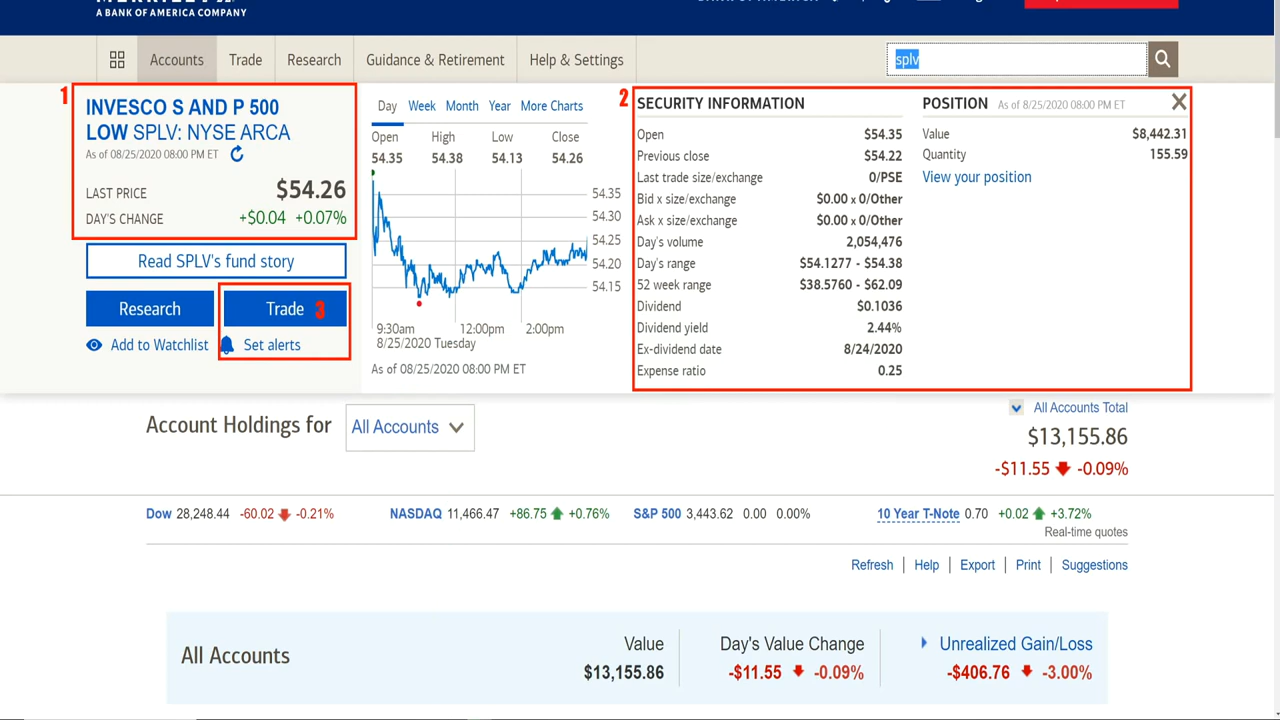 A BANK OF AMERICA COMPANY
Accounts Trade Research Guidance & Retirement Help & Settings splv
1
INVESCO S AND P 500
LOW SPLV: NYSE ARCA
As of 08/25/2020 08:00 PM ET
LAST PRICE $54.26
DAY'S CHANGE +$0.04 +0.07%
Read SPLV's fund story
Research Trade 3
Add to Watchlist Set alerts
Day Week Month Year More Charts
Open High Low Close
54.35 54.38 54.13 54.26
54.35
54.30
54.25
54.20
54.15
9:30am 12:00pm 2:00pm
8/25/2020 Tuesday
As of 08/25/2020 08:00 PM ET
2 SECURITY INFORMATION
Open $54.35
Previous close $54.22
Last trade size/exchange 0/PSE
Bid x size/exchange $0.00 x 0/Other
Ask x size/exchange $0.00 x 0/Other
Day's volume 2,054,476
Day's range $54.1277 - $54.38
52 week range $38.5760 - $62.09
Dividend $0.1036
Dividend yield 2.44%
Ex-dividend date 8/24/2020
Expense ratio 0.25
POSITION As of 8/25/2020 08:00 PM ET
Value $8,442.31
Quantity 155.59
View your position
Account Holdings for All Accounts
All Accounts Total
$13,155.86
-$11.55 -0.09%
Dow 28,248.44 -60.02 -0.21% NASDAQ 11,466.47 +86.75 +0.76% S&P 500 3,443.62 0.00 0.00% 10 Year T-Note 0.70 +0.02 +3.72%
Real-time quotes
Refresh | Help | Export | Print | Suggestions
All Accounts
Value
$13,155.86
Day's Value Change
-$11.55 -0.09%
Unrealized Gain/Loss
-$406.76 -3.00%